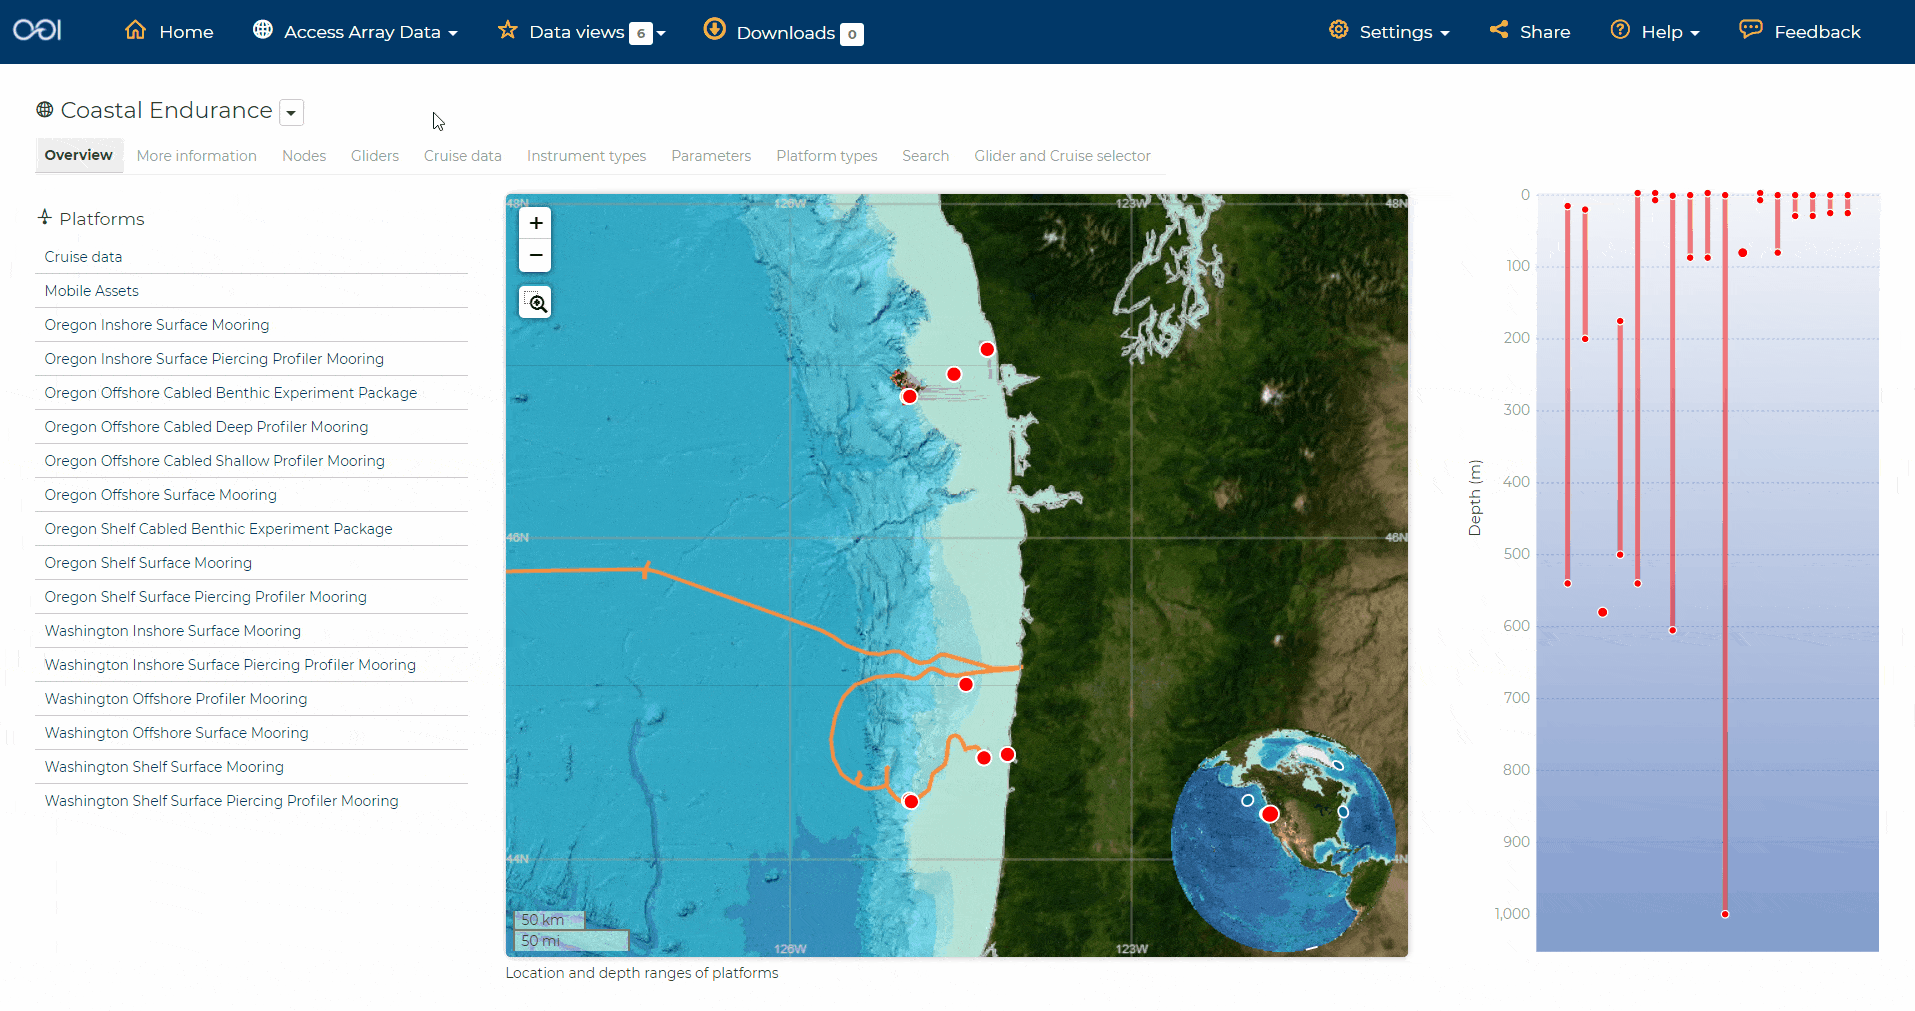 OOI Home Access Array Data Data views 6 Downloads 0 Settings Share Help Feedback
Coastal Endurance
Overview More information Nodes Gliders Cruise data Instrument types Parameters Platform types Search Glider and Cruise selector
Platforms
Cruise data
Mobile Assets
Oregon Inshore Surface Mooring
Oregon Inshore Surface Piercing Profiler Mooring
Oregon Offshore Cabled Benthic Experiment Package
Oregon Offshore Cabled Deep Profiler Mooring
Oregon Offshore Cabled Shallow Profiler Mooring
Oregon Offshore Surface Mooring
Oregon Shelf Cabled Benthic Experiment Package
Oregon Shelf Surface Mooring
Oregon Shelf Surface Piercing Profiler Mooring
Washington Inshore Surface Mooring
Washington Inshore Surface Piercing Profiler Mooring
Washington Offshore Profiler Mooring
Washington Offshore Surface Mooring
Washington Shelf Surface Mooring
Washington Shelf Surface Piercing Profiler Mooring
48N 126W 123W 48N
+
−
46N 46N
44N 4N
50 km
50 mi
126W 123W
Location and depth ranges of platforms
Depth (m)
0
100
200
300
400
500
600
700
800
900
1,000